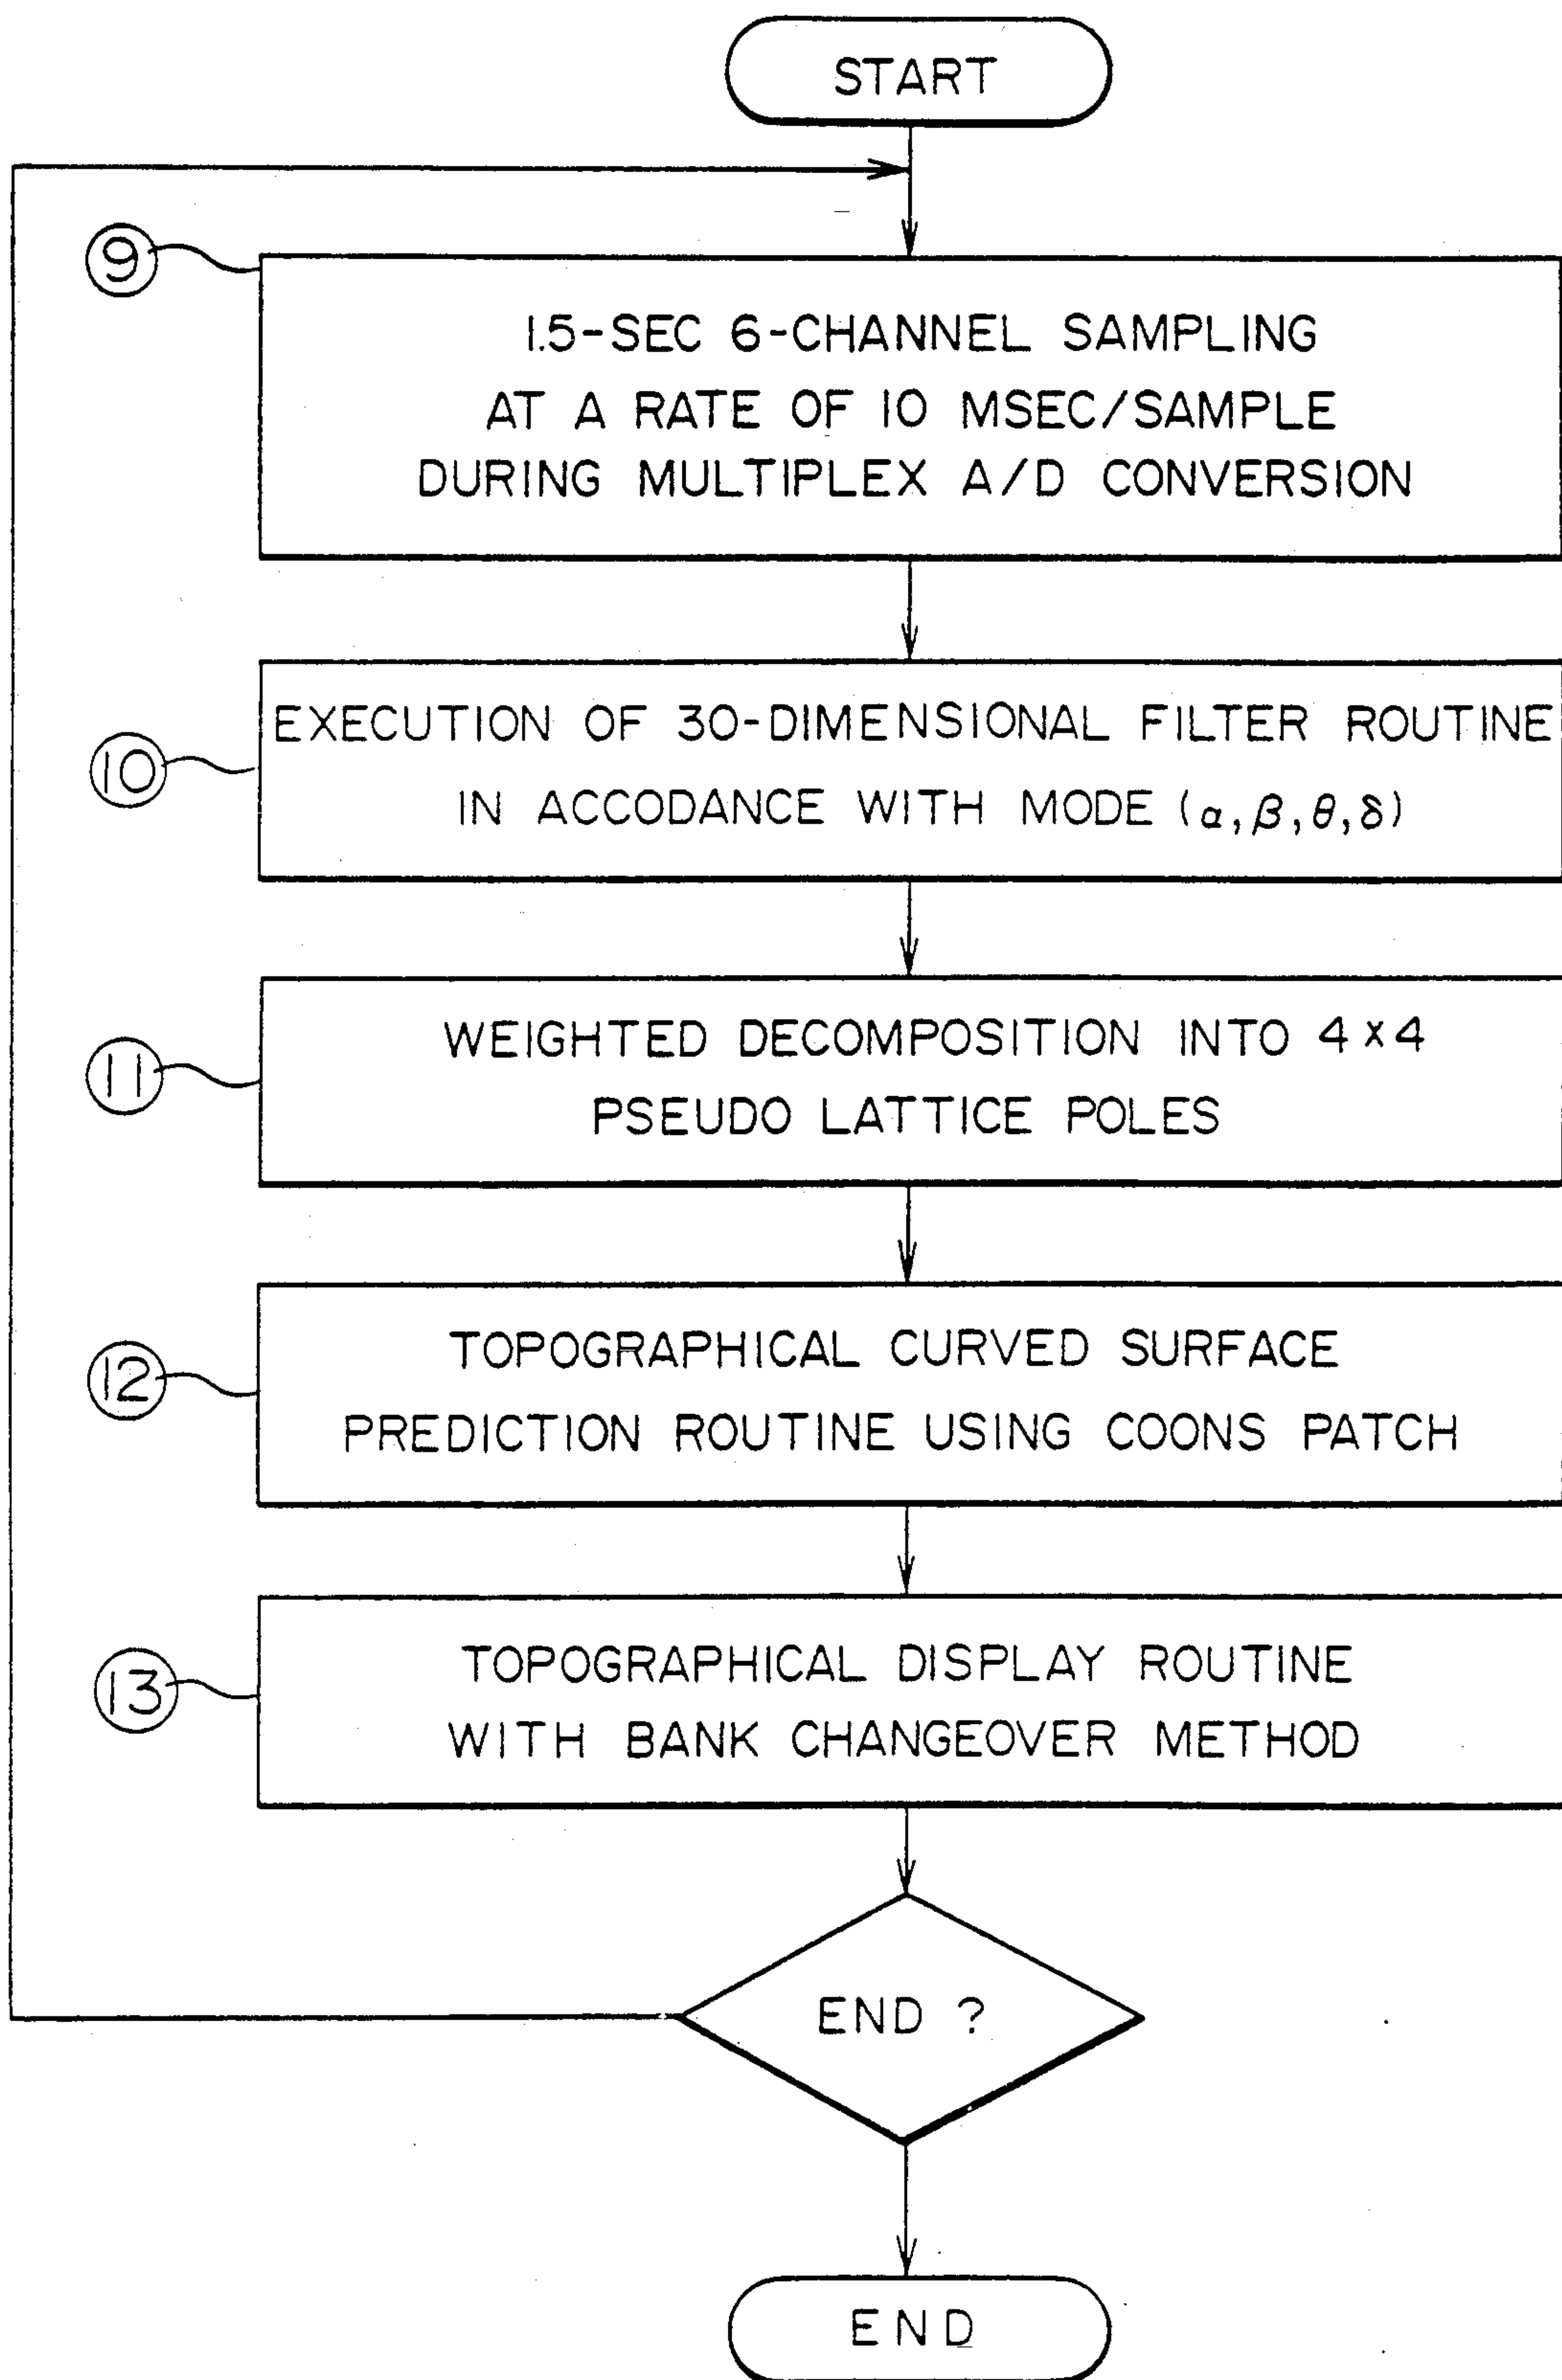 START
9
1.5-SEC 6-CHANNEL SAMPLING
AT A RATE OF 10 MSEC/SAMPLE
DURING MULTIPLEX A/D CONVERSION
10
EXECUTION OF 30-DIMENSIONAL FILTER ROUTINE
IN ACCODANCE WITH MODE (α, β, θ, δ)
11
WEIGHTED DECOMPOSITION INTO 4×4
PSEUDO LATTICE POLES
12
TOPOGRAPHICAL CURVED SURFACE
PREDICTION ROUTINE USING COONS PATCH
13
TOPOGRAPHICAL DISPLAY ROUTINE
WITH BANK CHANGEOVER METHOD
END ?
END